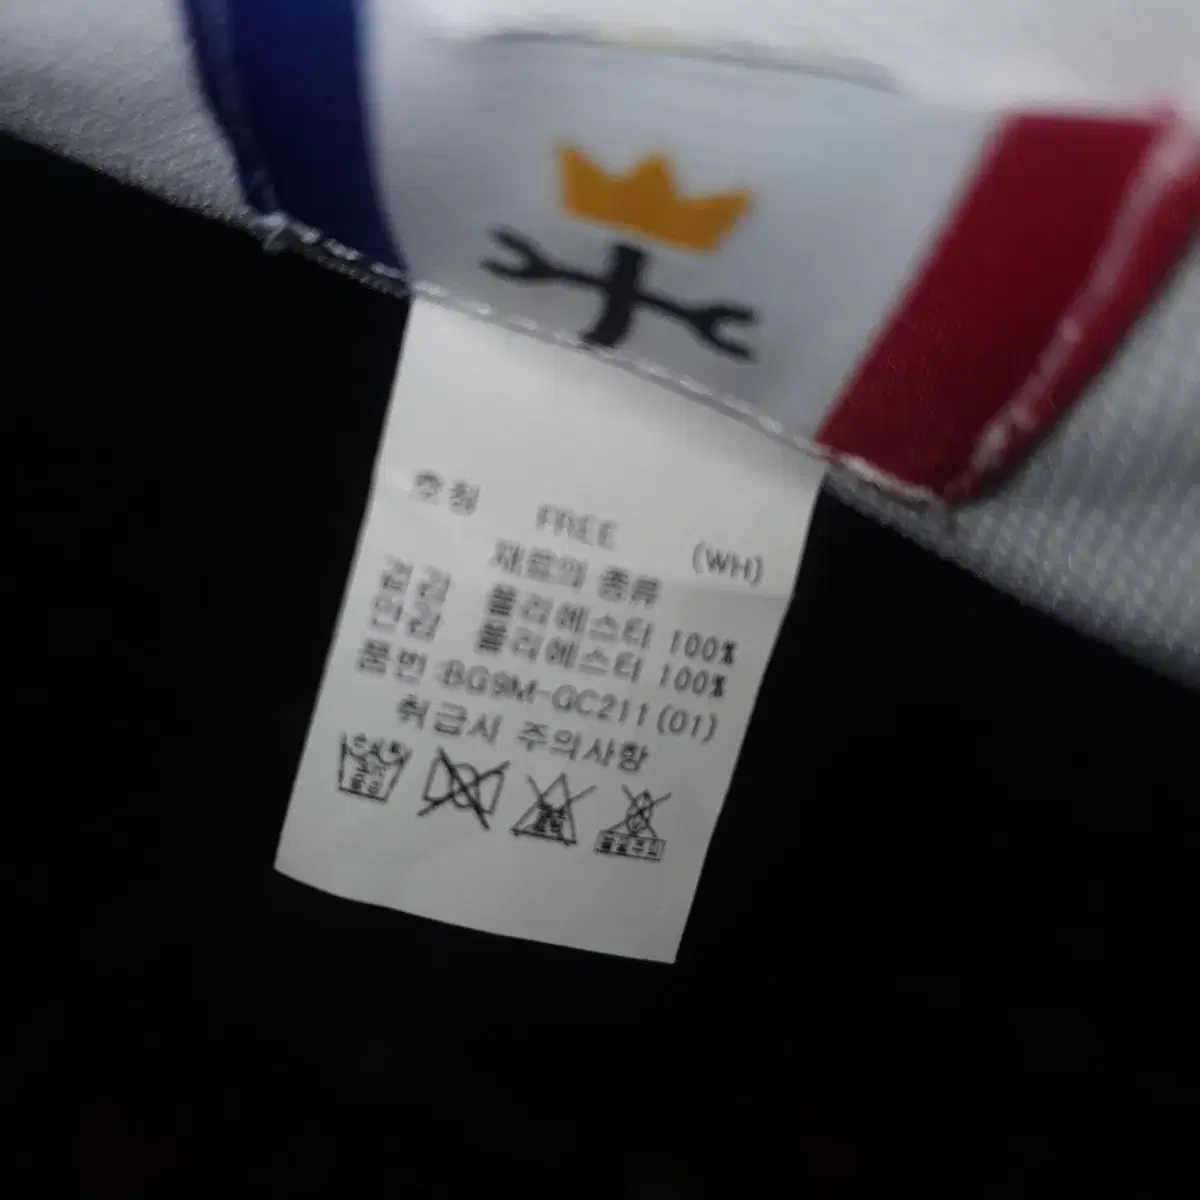 호칭 FREE (WH)
재료의 종류
겉감 폴리에스터 100%
안감 폴리에스터 100%
품번 :BG9M-GC211(01)
취급시 주의사항